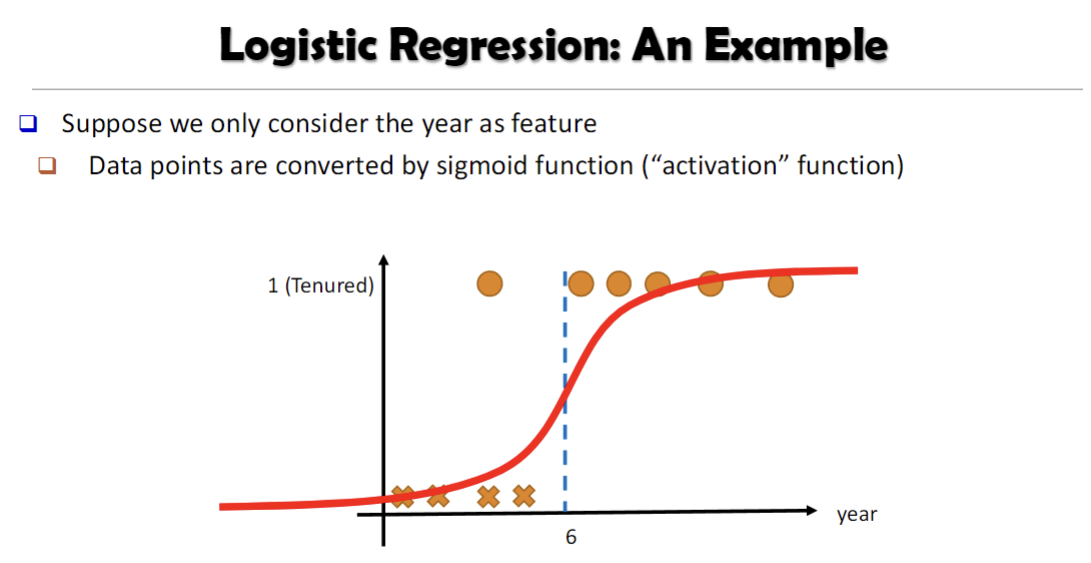 Logistic Regression: An Example
Suppose we only consider the year as feature
Data points are converted by sigmoid function (“activation” function)
1 (Tenured)
year
6